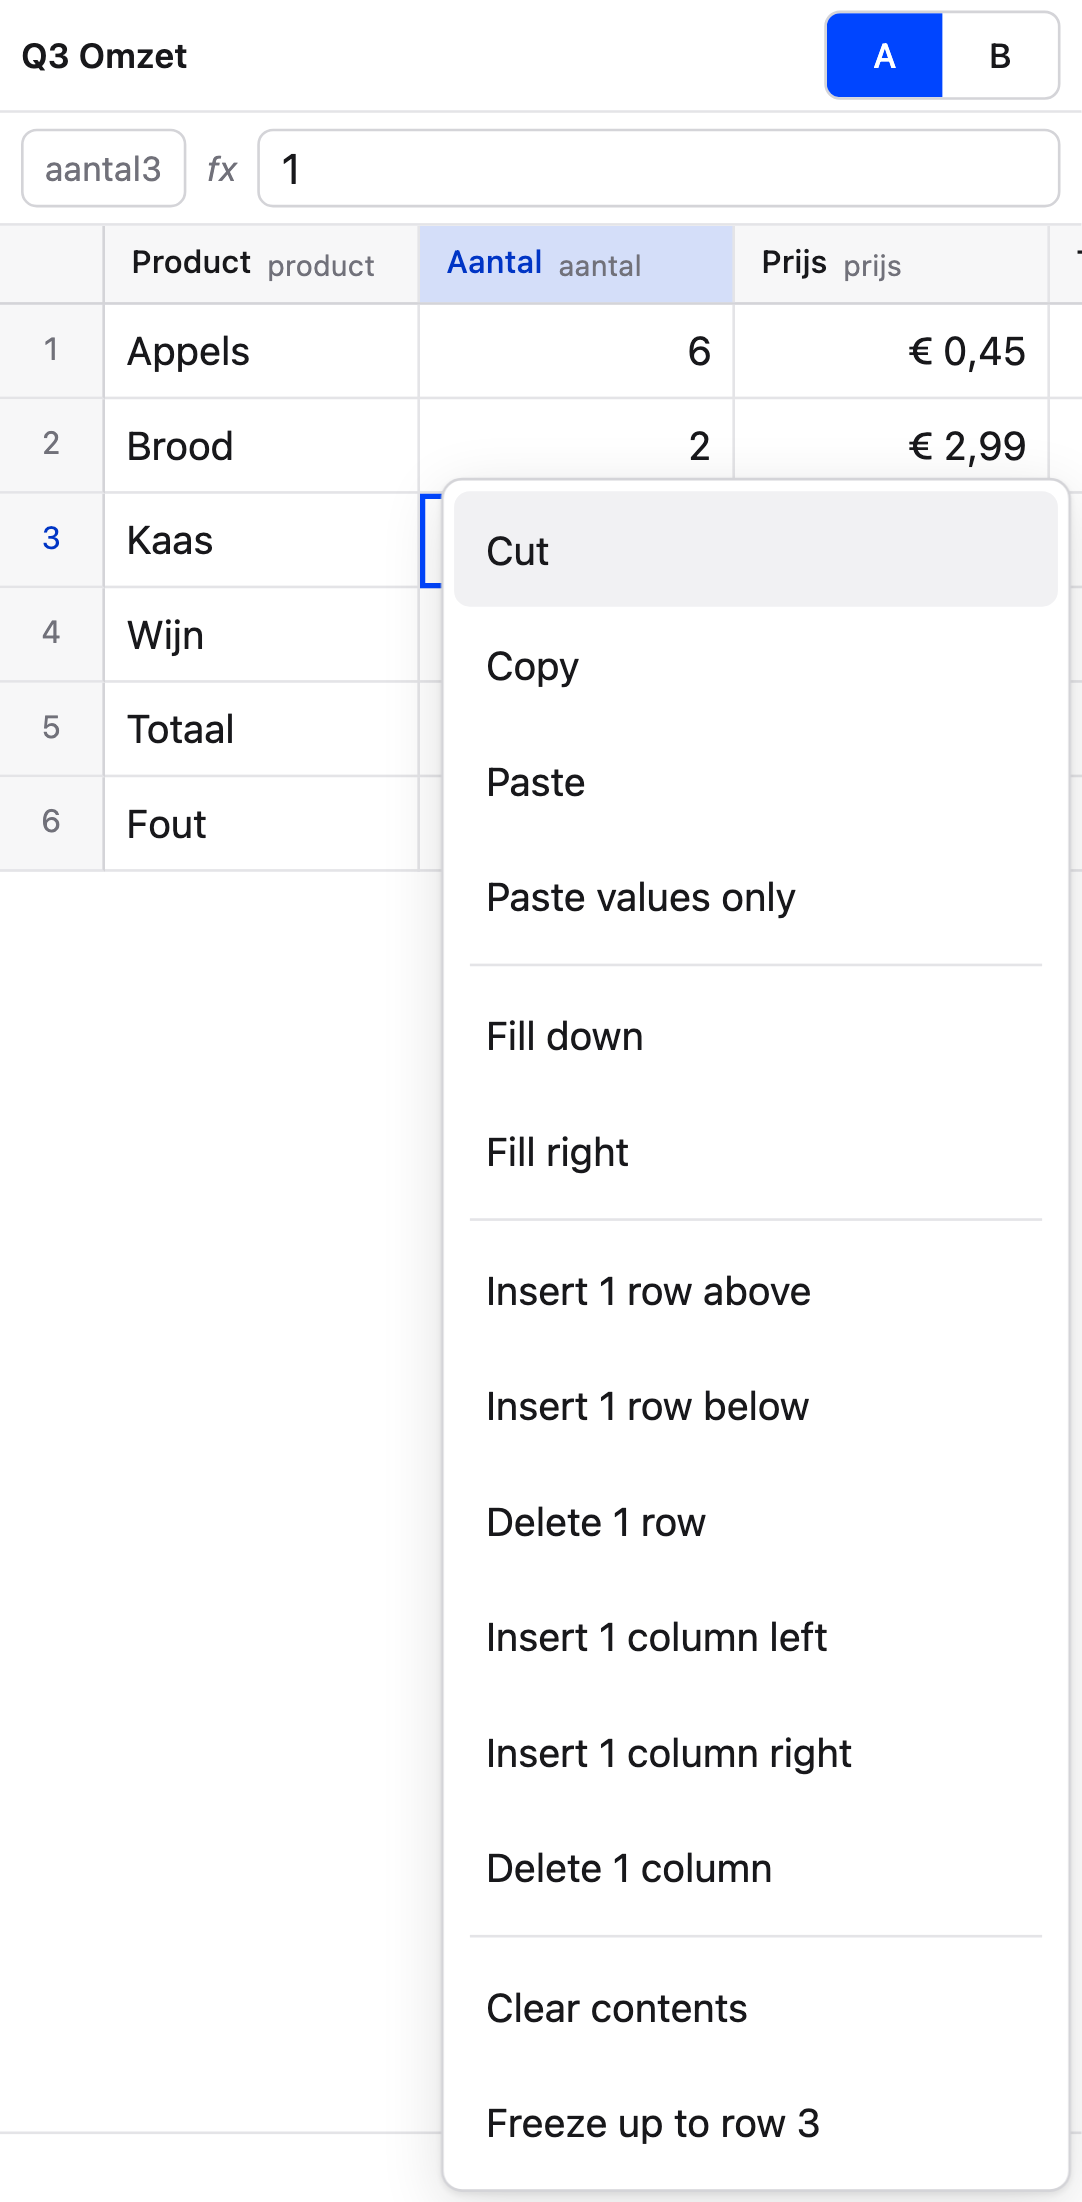 Q3 Omzet A B
aantal3 fx 1
Product product Aantal aantal Prijs prijs
1 Appels 6 € 0,45
2 Brood 2 € 2,99
3 Kaas
4 Wijn
5 Totaal
6 Fout
Cut
Copy
Paste
Paste values only
Fill down
Fill right
Insert 1 row above
Insert 1 row below
Delete 1 row
Insert 1 column left
Insert 1 column right
Delete 1 column
Clear contents
Freeze up to row 3